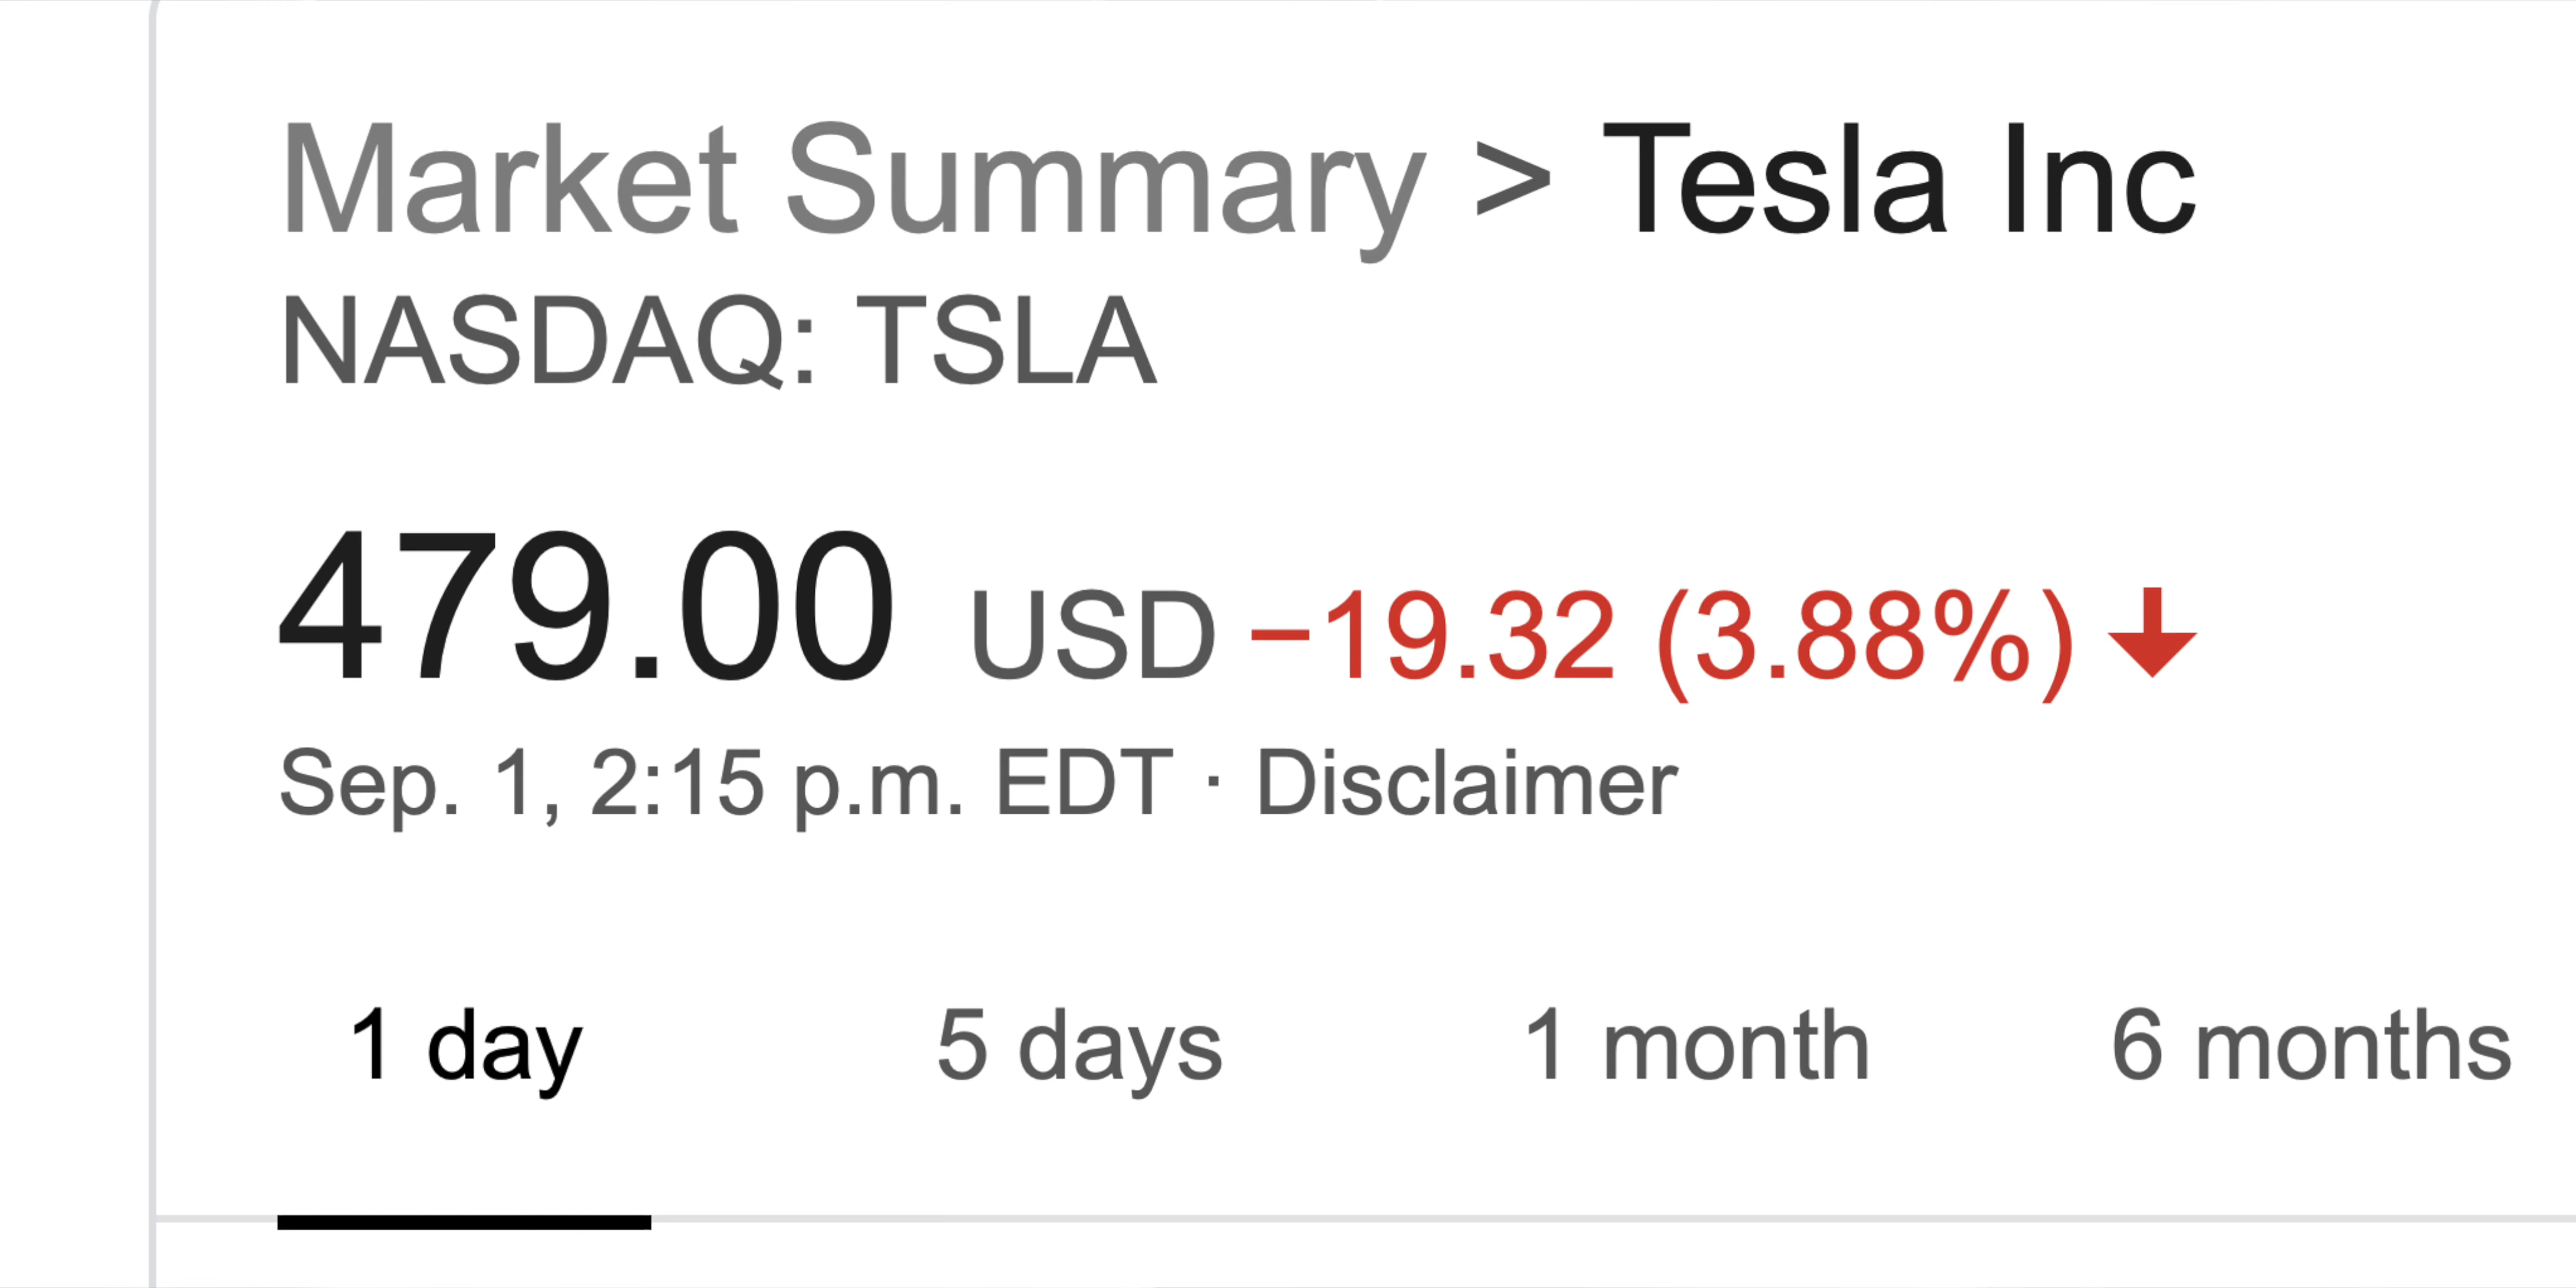 Market Summary > Tesla Inc
NASDAQ: TSLA
479.00 USD −19.32 (3.88%) ↓
Sep. 1, 2:15 p.m. EDT · Disclaimer
1 day 5 days 1 month 6 months